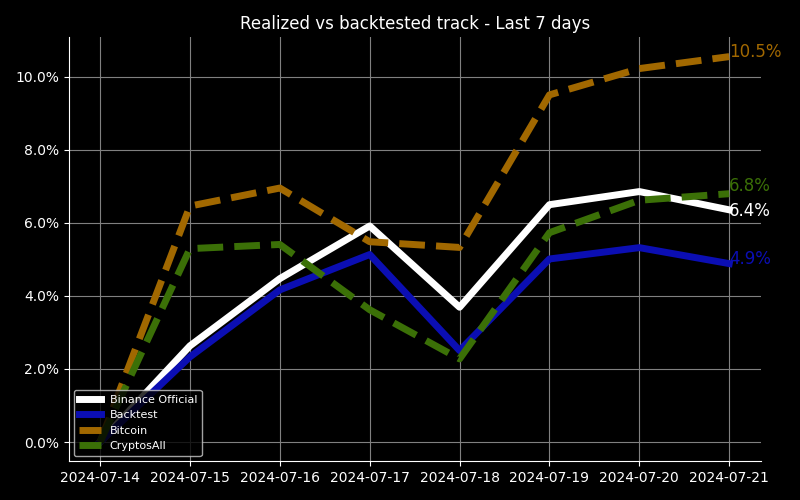 Realized vs backtested track - Last 7 days
10.5%
10.0%
8.0%
6.8%
6.4%
6.0%
4.9%
4.0%
2.0%
0.0%
Binance Official
Backtest
Bitcoin
CryptosAll
2024-07-14 2024-07-15 2024-07-16 2024-07-17 2024-07-18 2024-07-19 2024-07-20 2024-07-21